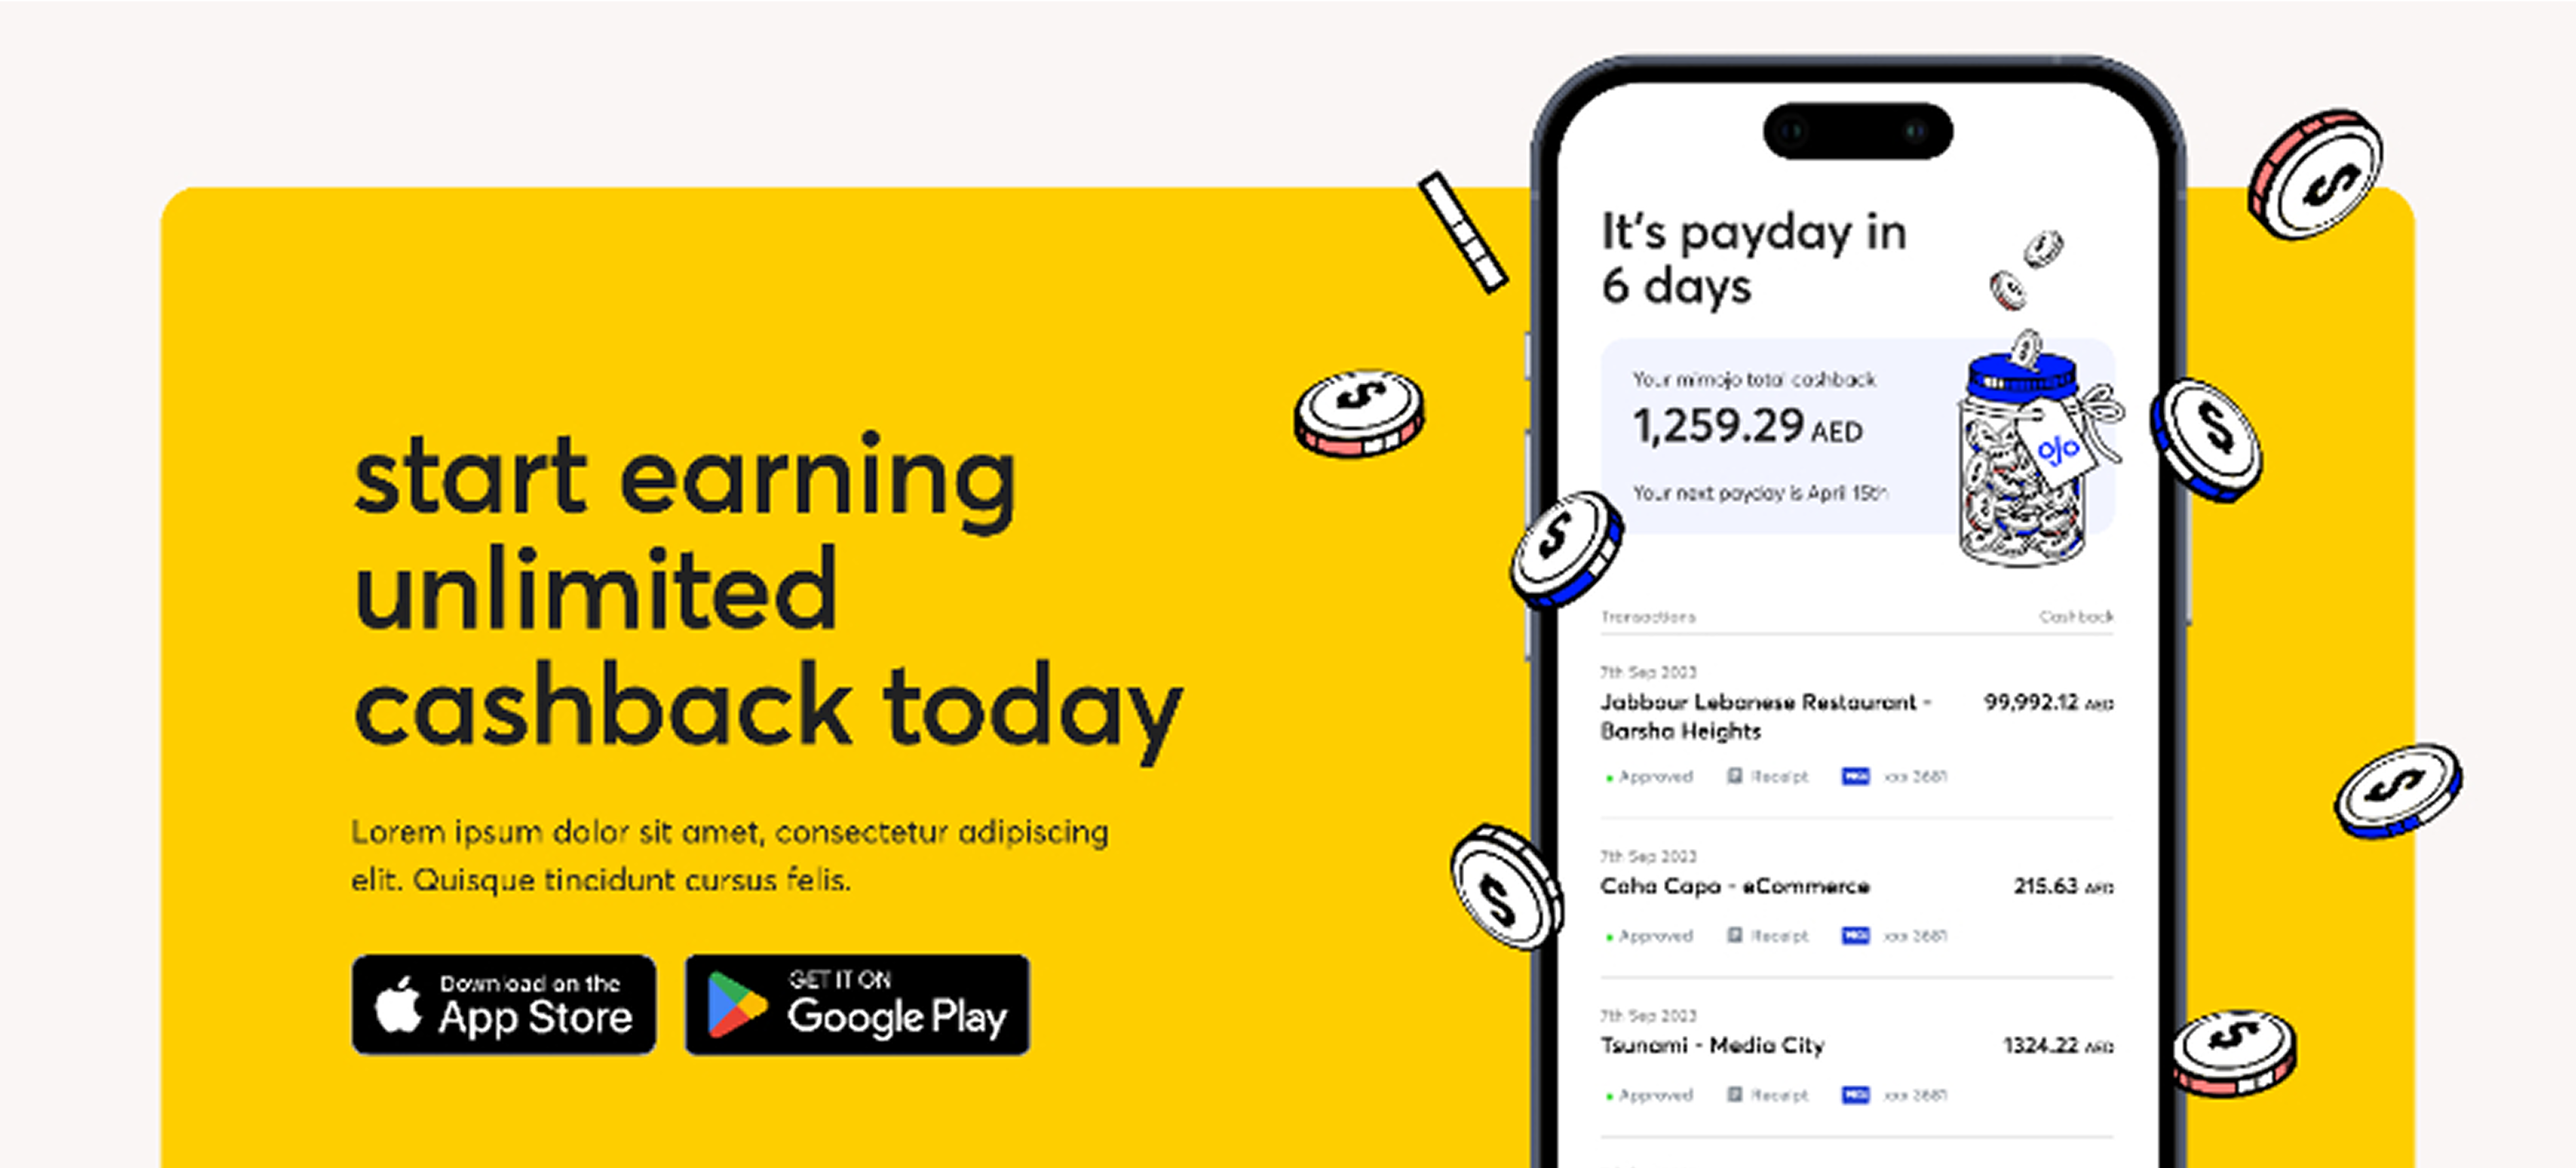 start earning
unlimited
cashback today
Lorem ipsum dolor sit amet, consectetur adipiscing
elit. Quisque tincidunt cursus felis.
Download on the
App Store
GET IT ON
Google Play
It's payday in
6 days
Your mimojo total cashback
1,259.29 AED
Your next payday is April 15th
%
Transactions Cashback
7th Sep 2023
Jabbour Lebanese Restaurant - 99,992.12 AED
Barsha Heights
Approved Receipt VISA xxx 3681
7th Sep 2023
Coho Capo - eCommerce 215.63 AED
Approved Receipt VISA xxx 3681
7th Sep 2023
Tsunami - Media City 1324.22 AED
Approved Receipt VISA xxx 3681